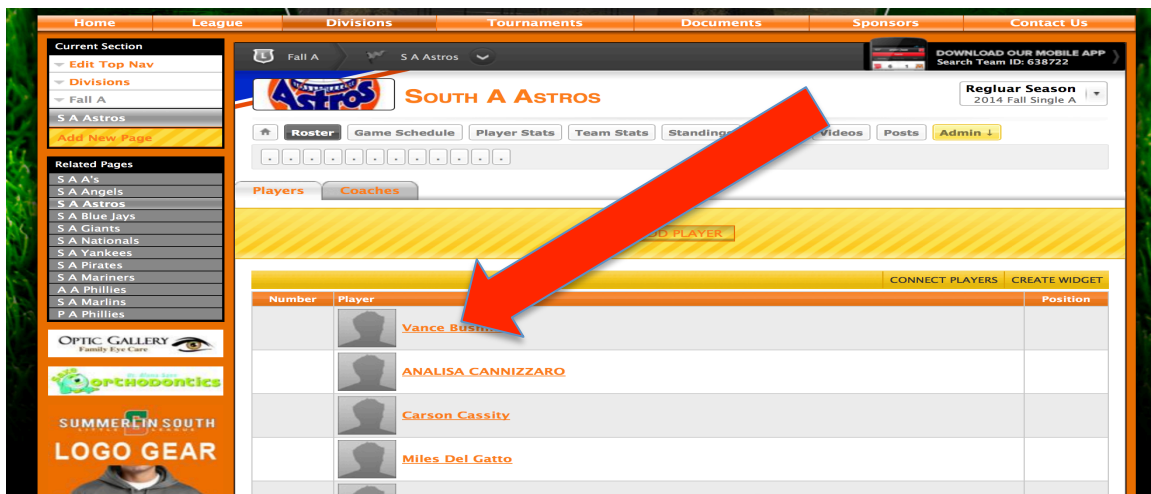 Home League Divisions Tournaments Documents Sponsors Contact Us
Current Section
Edit Top Nav
Divisions
Fall A
S A Astros
Add New Page
Related Pages
S A A's
S A Angels
S A Astros
S A Blue Jays
S A Giants
S A Nationals
S A Yankees
S A Pirates
S A Mariners
A A Phillies
S A Marlins
P A Phillies
OPTIC GALLERY
Family Eye Care
orthodontics
SUMMERLIN SOUTH
LOGO GEAR
L Fall A S A Astros
DOWNLOAD OUR MOBILE APP
Search Team ID: 638722
Astros
SOUTH A ASTROS
Regluar Season
2014 Fall Single A
Roster Game Schedule Player Stats Team Stats Standings Videos Posts Admin ↓
. . . . . . . . . . . .
Players Coaches
PLAYER
CONNECT PLAYERS CREATE WIDGET
Number Player Position
Vance
ANALISA CANNIZZARO
Carson Cassity
Miles Del Gatto